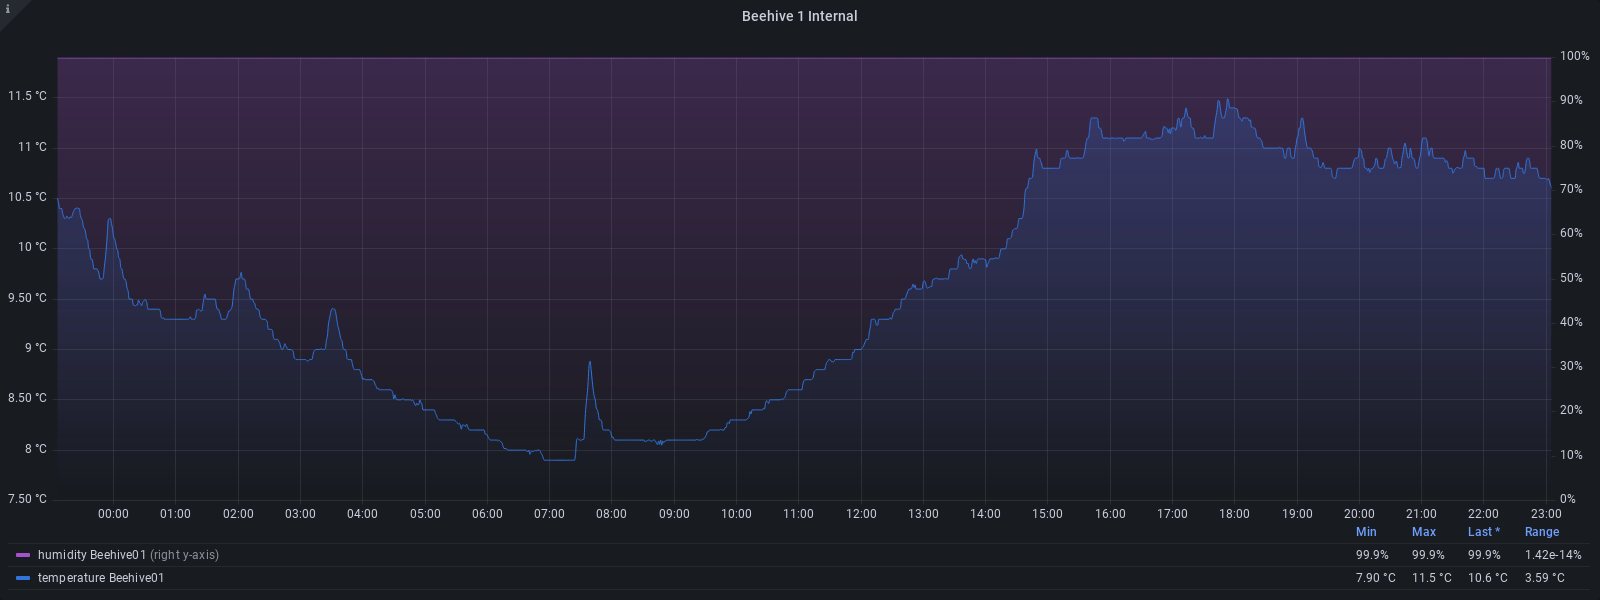 i
Beehive 1 Internal
100%
11.5 °C
90%
11 °C
80%
10.5 °C
70%
10 °C
60%
9.50 °C
50%
40%
9 °C
30%
8.50 °C
20%
8 °C
10%
7.50 °C
0%
00:00 01:00 02:00 03:00 04:00 05:00 06:00 07:00 08:00 09:00 10:00 11:00 12:00 13:00 14:00 15:00 16:00 17:00 18:00 19:00 20:00 21:00 22:00 23:00
Min Max Last * Range
humidity Beehive01 (right y-axis) 99.9% 99.9% 99.9% 1.42e-14%
temperature Beehive01 7.90 °C 11.5 °C 10.6 °C 3.59 °C